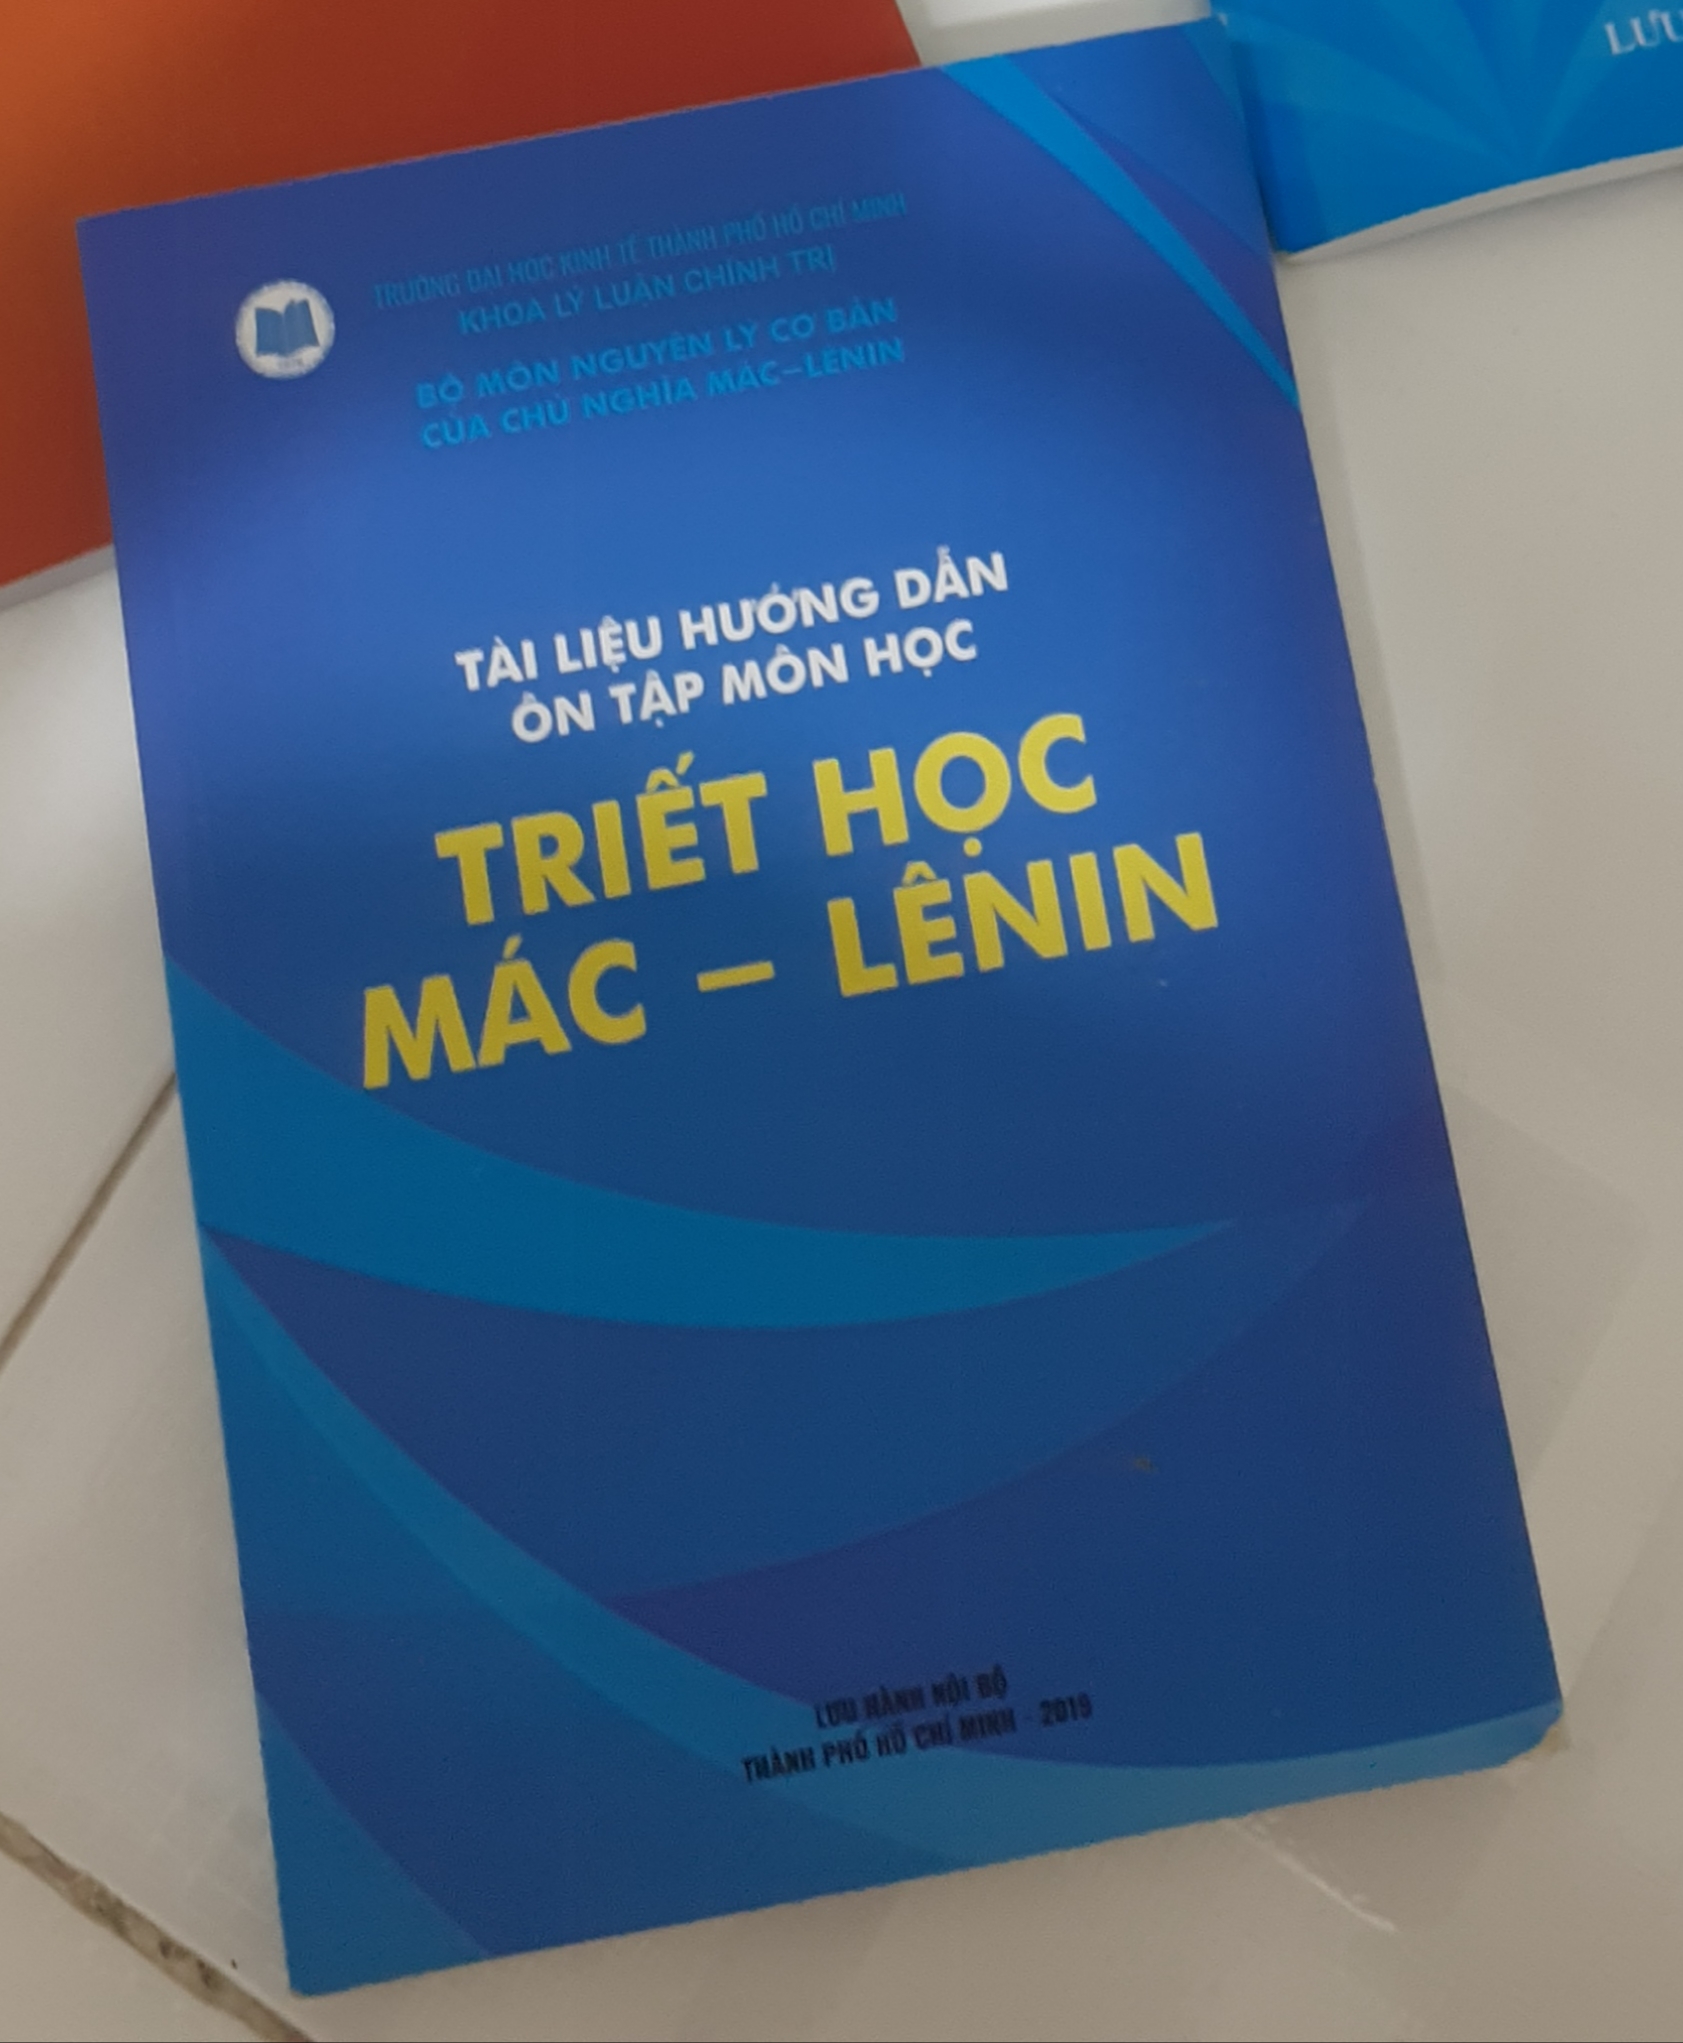 TRƯỜNG ĐẠI HỌC KINH TẾ THÀNH PHỐ HỒ CHÍ MINH
KHOA LÝ LUẬN CHÍNH TRỊ
BỘ MÔN NGUYÊN LÝ CƠ BẢN
CỦA CHỦ NGHĨA MÁC–LÊNIN
TÀI LIỆU HƯỚNG DẪN
ÔN TẬP MÔN HỌC
TRIẾT HỌC
MÁC – LÊNIN
LƯU HÀNH NỘI BỘ
THÀNH PHỐ HỒ CHÍ MINH - 2019
LƯU